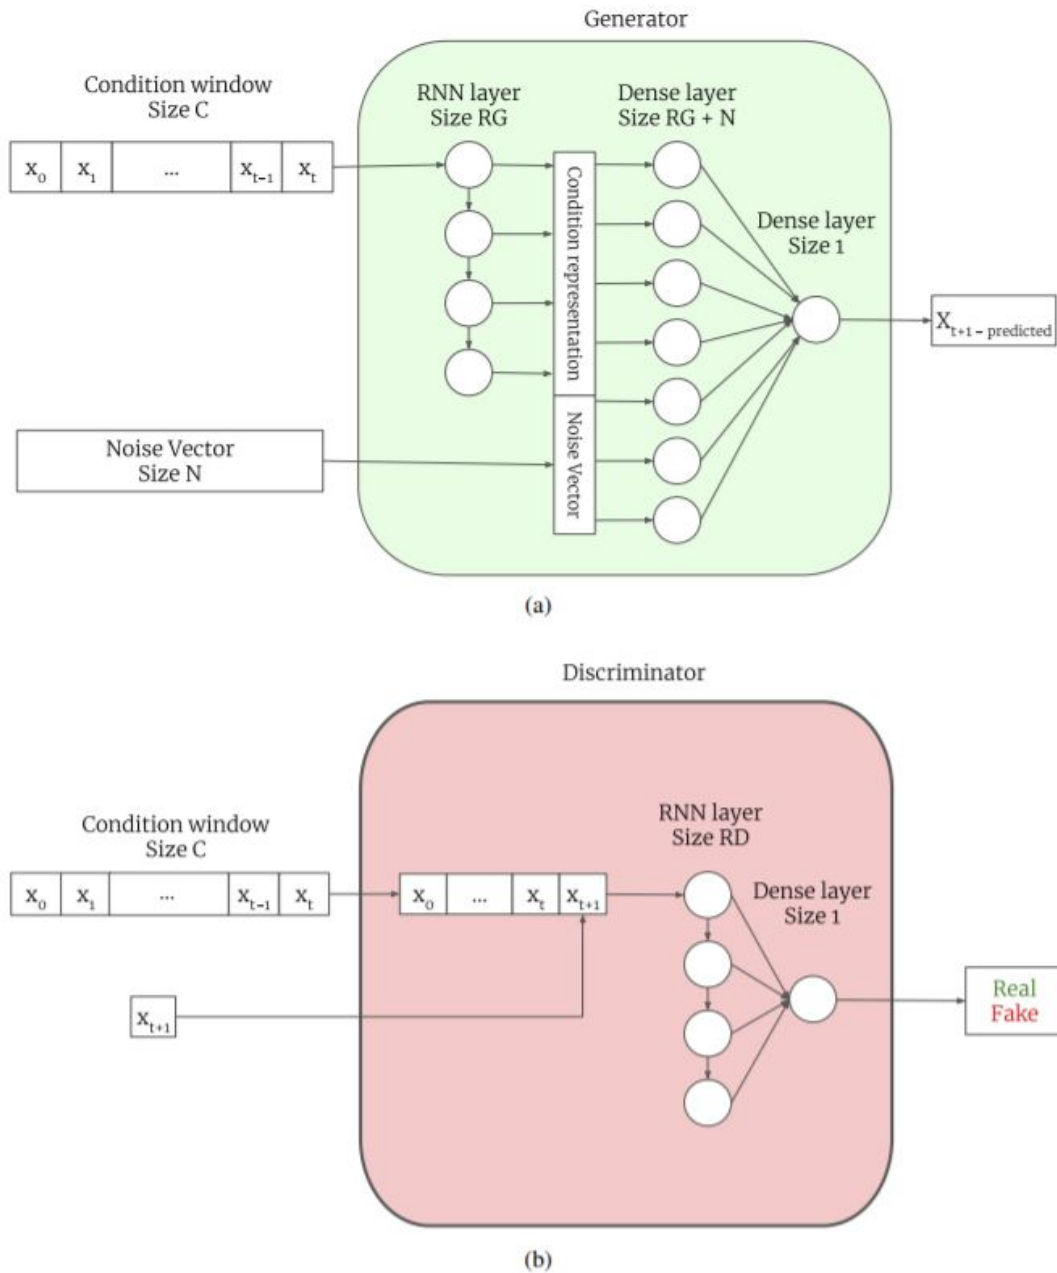 Generator
Condition window
Size C
RNN layer
Size RG
Dense layer
Size RG + N
x₀ x₁ ... xₜ₋₁ xₜ
Condition representation
Dense layer
Size 1
Xₜ₊₁ ₋ predicted
Noise Vector
Size N
Noise Vector
(a)
Discriminator
Condition window
Size C
RNN layer
Size RD
x₀ x₁ ... xₜ₋₁ xₜ
x₀ ... xₜ xₜ₊₁
Dense layer
Size 1
xₜ₊₁
Real
Fake
(b)